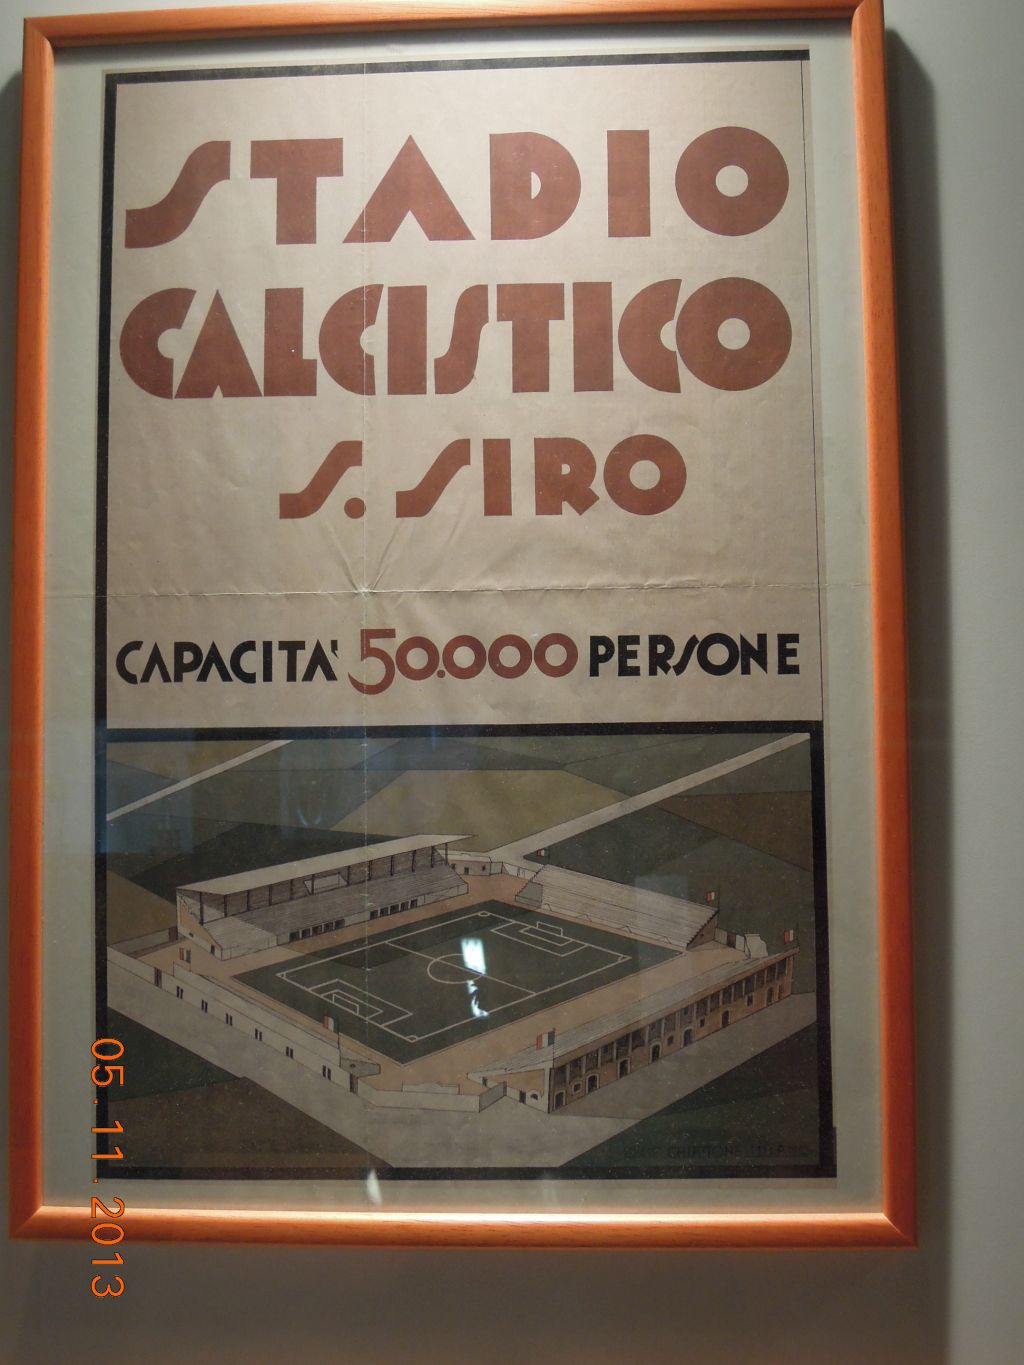 STADIO
CALCISTICO
S. SIRO
CAPACITA' 50.000 PERSONE
05.11.2013